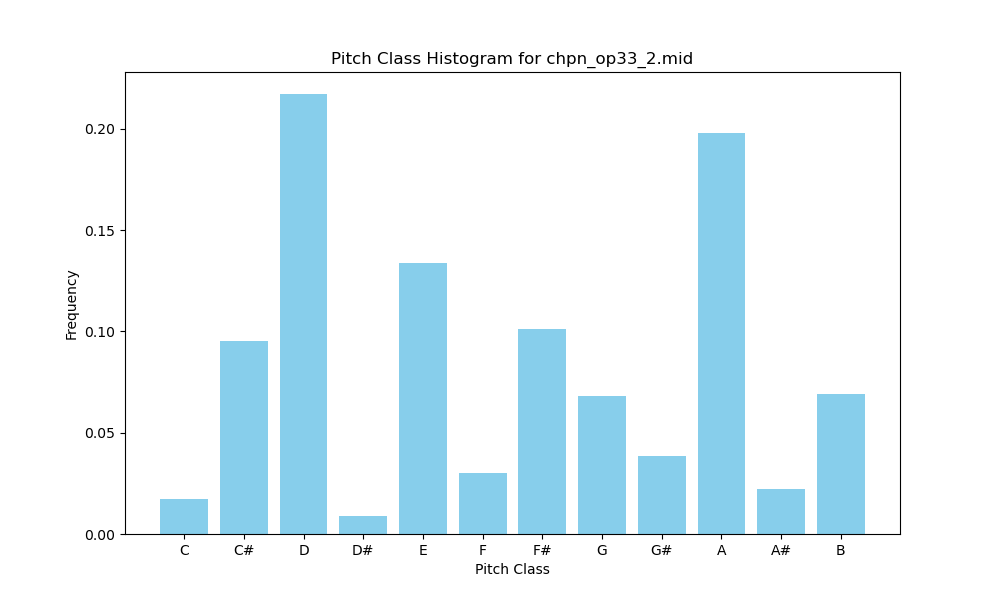 Pitch Class Histogram for chpn_op33_2.mid
Frequency
0.20
0.15
0.10
0.05
0.00
C C# D D# E F F# G G# A A# B
Pitch Class